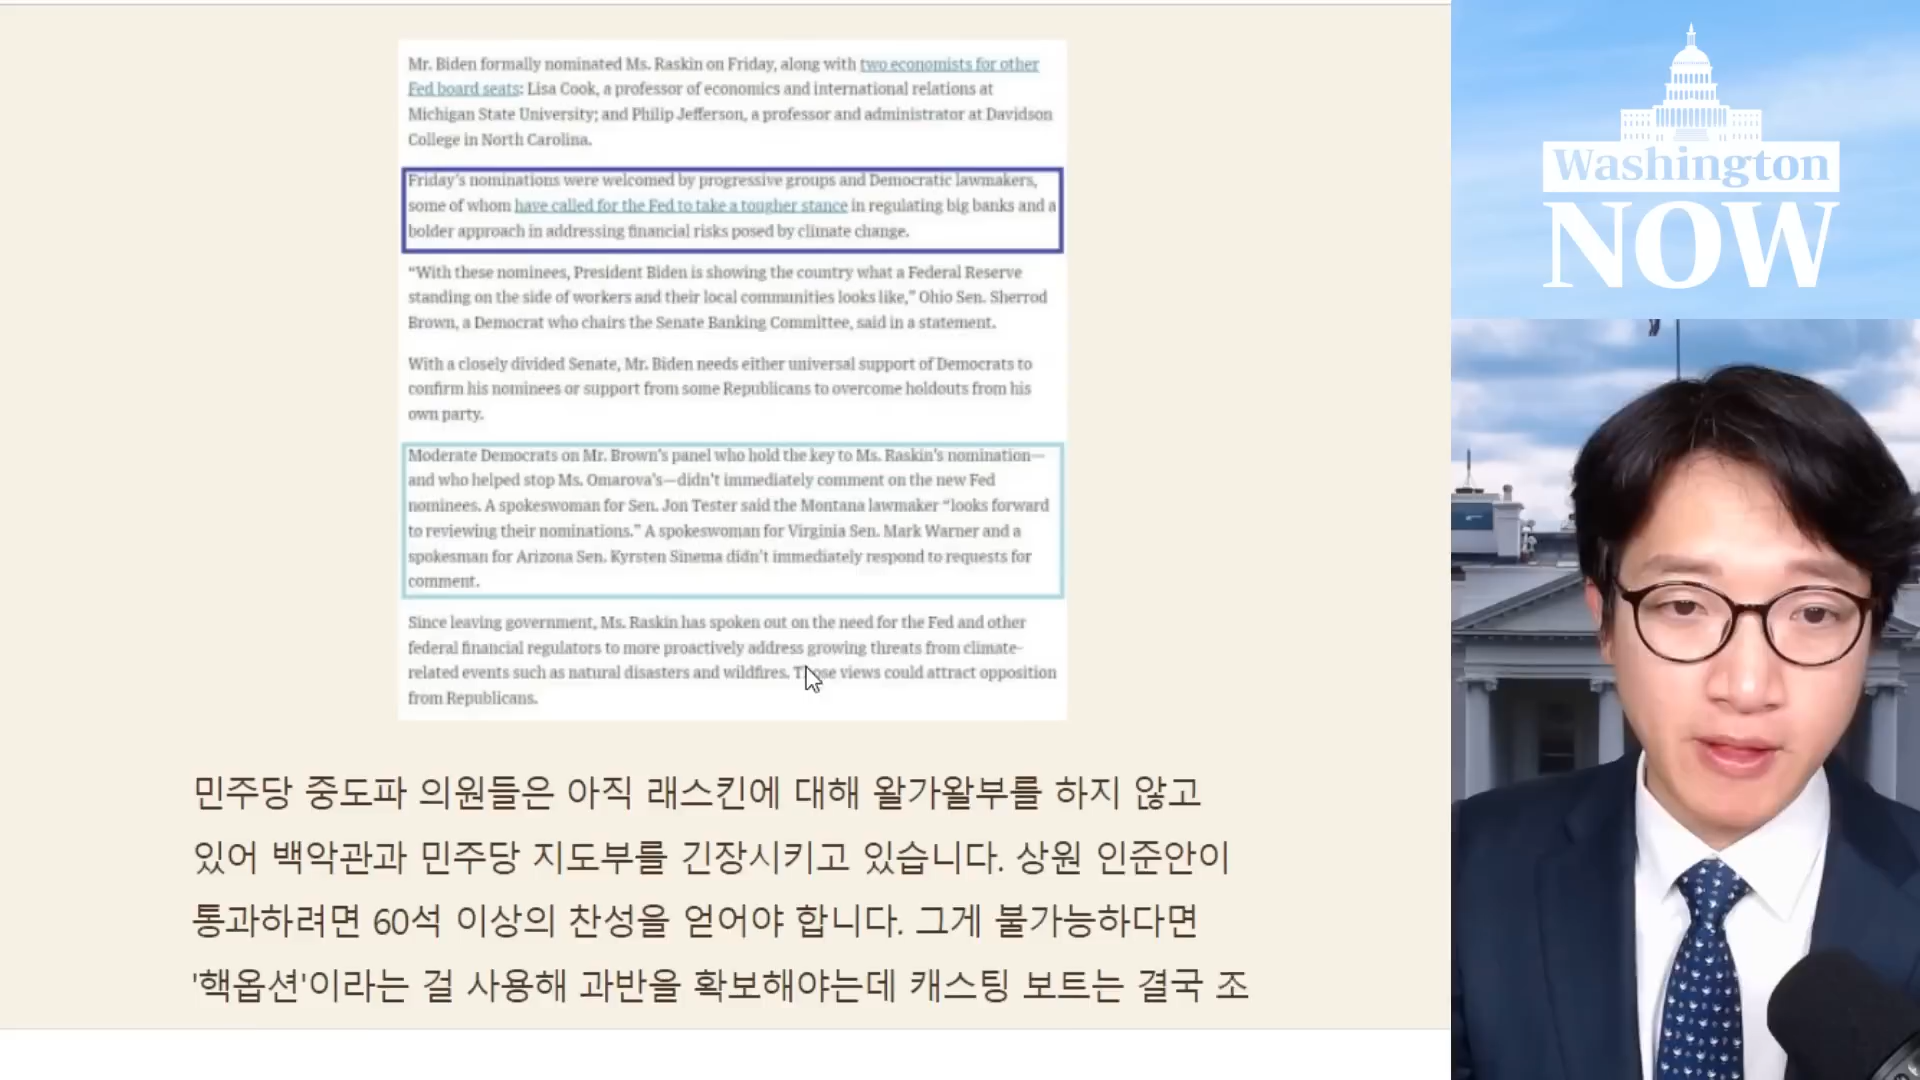 Mr. Biden formally nominated Ms. Raskin on Friday, along with two economists for other
Fed board seats: Lisa Cook, a professor of economics and international relations at
Michigan State University; and Philip Jefferson, a professor and administrator at Davidson
College in North Carolina.
Friday's nominations were welcomed by progressive groups and Democratic lawmakers,
some of whom have called for the Fed to take a tougher stance in regulating big banks and a
bolder approach in addressing financial risks posed by climate change.
“With these nominees, President Biden is showing the country what a Federal Reserve
standing on the side of workers and their local communities looks like,” Ohio Sen. Sherrod
Brown, a Democrat who chairs the Senate Banking Committee, said in a statement.
With a closely divided Senate, Mr. Biden needs either universal support of Democrats to
confirm his nominees or support from some Republicans to overcome holdouts from his
own party.
Moderate Democrats on Mr. Brown's panel who hold the key to Ms. Raskin's nomination—
and who helped stop Ms. Omarova's—didn't immediately comment on the new Fed
nominees. A spokeswoman for Sen. Jon Tester said the Montana lawmaker “looks forward
to reviewing their nominations.” A spokeswoman for Virginia Sen. Mark Warner and a
spokesman for Arizona Sen. Kyrsten Sinema didn't immediately respond to requests for
comment.
Since leaving government, Ms. Raskin has spoken out on the need for the Fed and other
federal financial regulators to more proactively address growing threats from climate-
related events such as natural disasters and wildfires. Those views could attract opposition
from Republicans.
민주당 중도파 의원들은 아직 래스킨에 대해 왈가왈부를 하지 않고
있어 백악관과 민주당 지도부를 긴장시키고 있습니다. 상원 인준안이
통과하려면 60석 이상의 찬성을 얻어야 합니다. 그게 불가능하다면
'핵옵션'이라는 걸 사용해 과반을 확보해야는데 캐스팅 보트는 결국 조
Washington
NOW